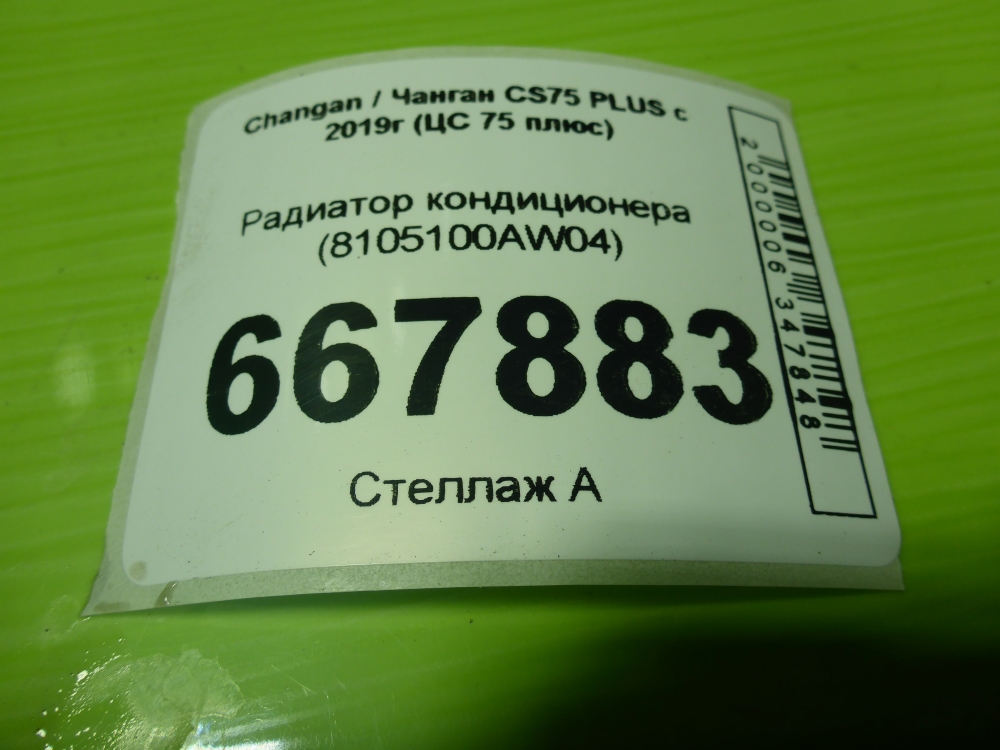 Changan / Чанган CS75 PLUS с
2019г (ЦС 75 плюс)
Радиатор кондиционера
(8105100AW04)
667883
Стеллаж А
2000006347848